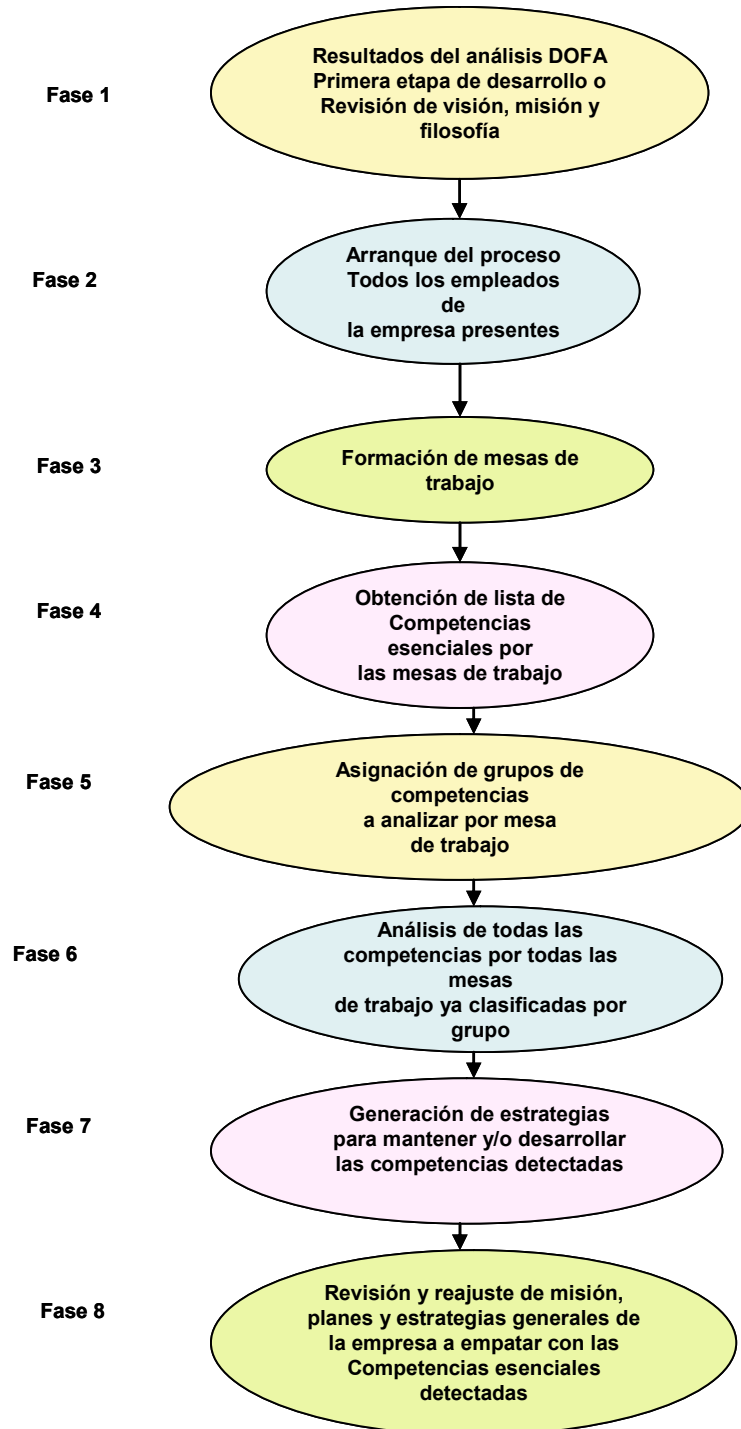 Fase 1
Resultados del análisis DOFA
Primera etapa de desarrollo o
Revisión de visión, misión y
filosofía
Fase 2
Arranque del proceso
Todos los empleados
de
la empresa presentes
Fase 3
Formación de mesas de
trabajo
Fase 4
Obtención de lista de
Competencias
esenciales por
las mesas de trabajo
Fase 5
Asignación de grupos de
competencias
a analizar por mesa
de trabajo
Fase 6
Análisis de todas las
competencias por todas las
mesas
de trabajo ya clasificadas por
grupo
Fase 7
Generación de estrategias
para mantener y/o desarrollar
las competencias detectadas
Fase 8
Revisión y reajuste de misión,
planes y estrategias generales de
la empresa a empatar con las
Competencias esenciales
detectadas